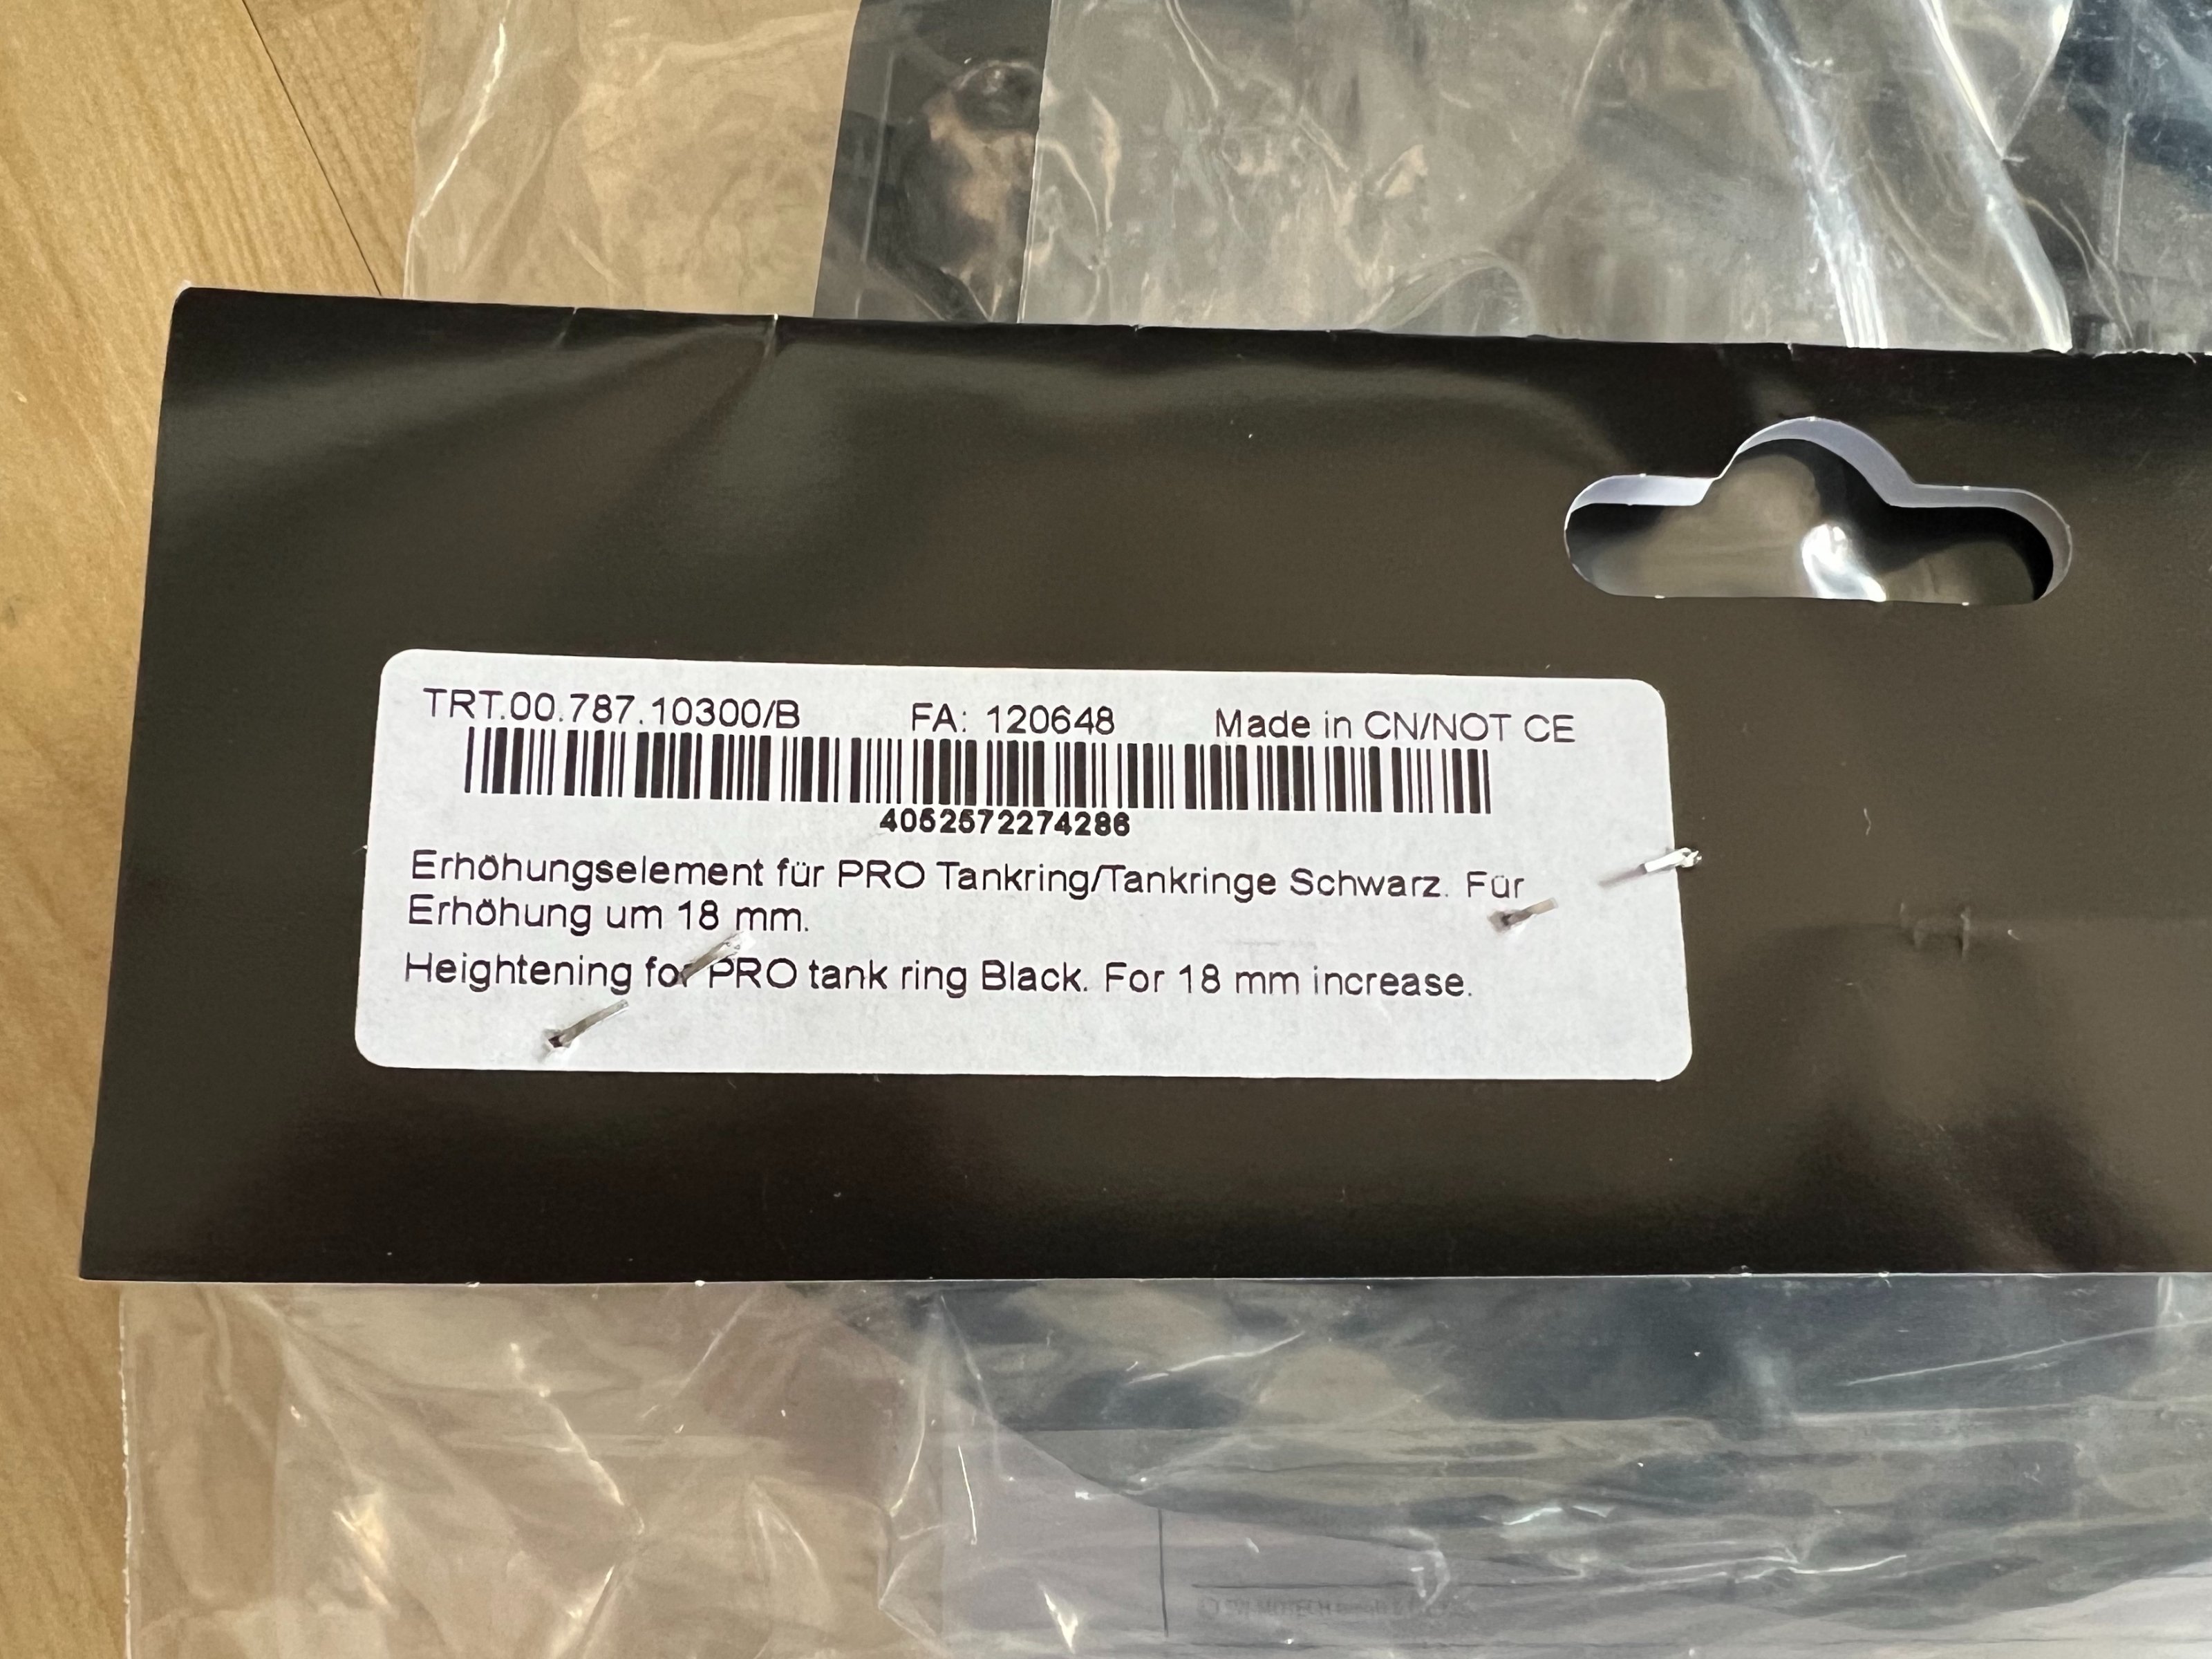 TRT.00.787.10300/B FA: 120648 Made in CN/NOT CE
4052572274286
Erhöhungselement für PRO Tankring/Tankringe Schwarz. Für
Erhöhung um 18 mm.
Heightening for PRO tank ring Black. For 18 mm increase.